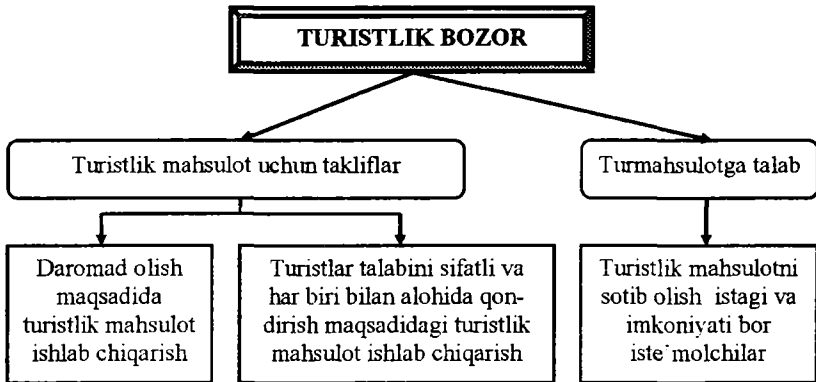 TURISTLIK BOZOR
Turistlik mahsulot uchun takliflar
Turmahsulotga talab
Daromad olish
maqsadida
turistlik mahsulot
ishlab chiqarish
Turistlar talabini sifatli va
har biri bilan alohida qon-
dirish maqsadidagi turistlik
mahsulot ishlab chiqarish
Turistlik mahsulotni
sotib olish istagi va
imkoniyati bor
iste`molchilar